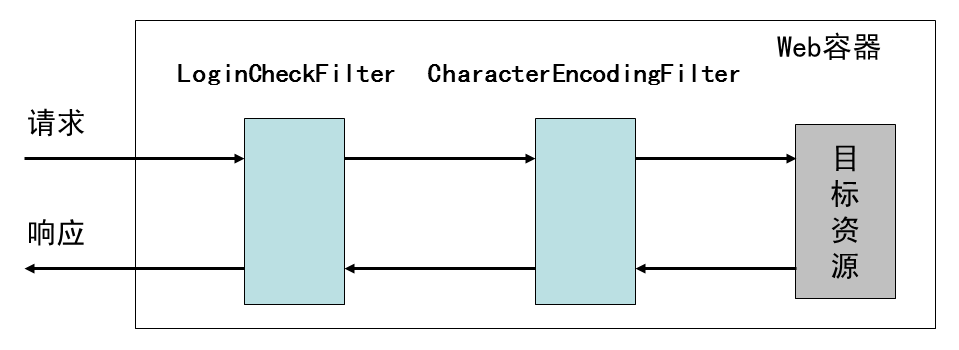 Web容器
LoginCheckFilter
CharacterEncodingFilter
请求
响应
目标资源